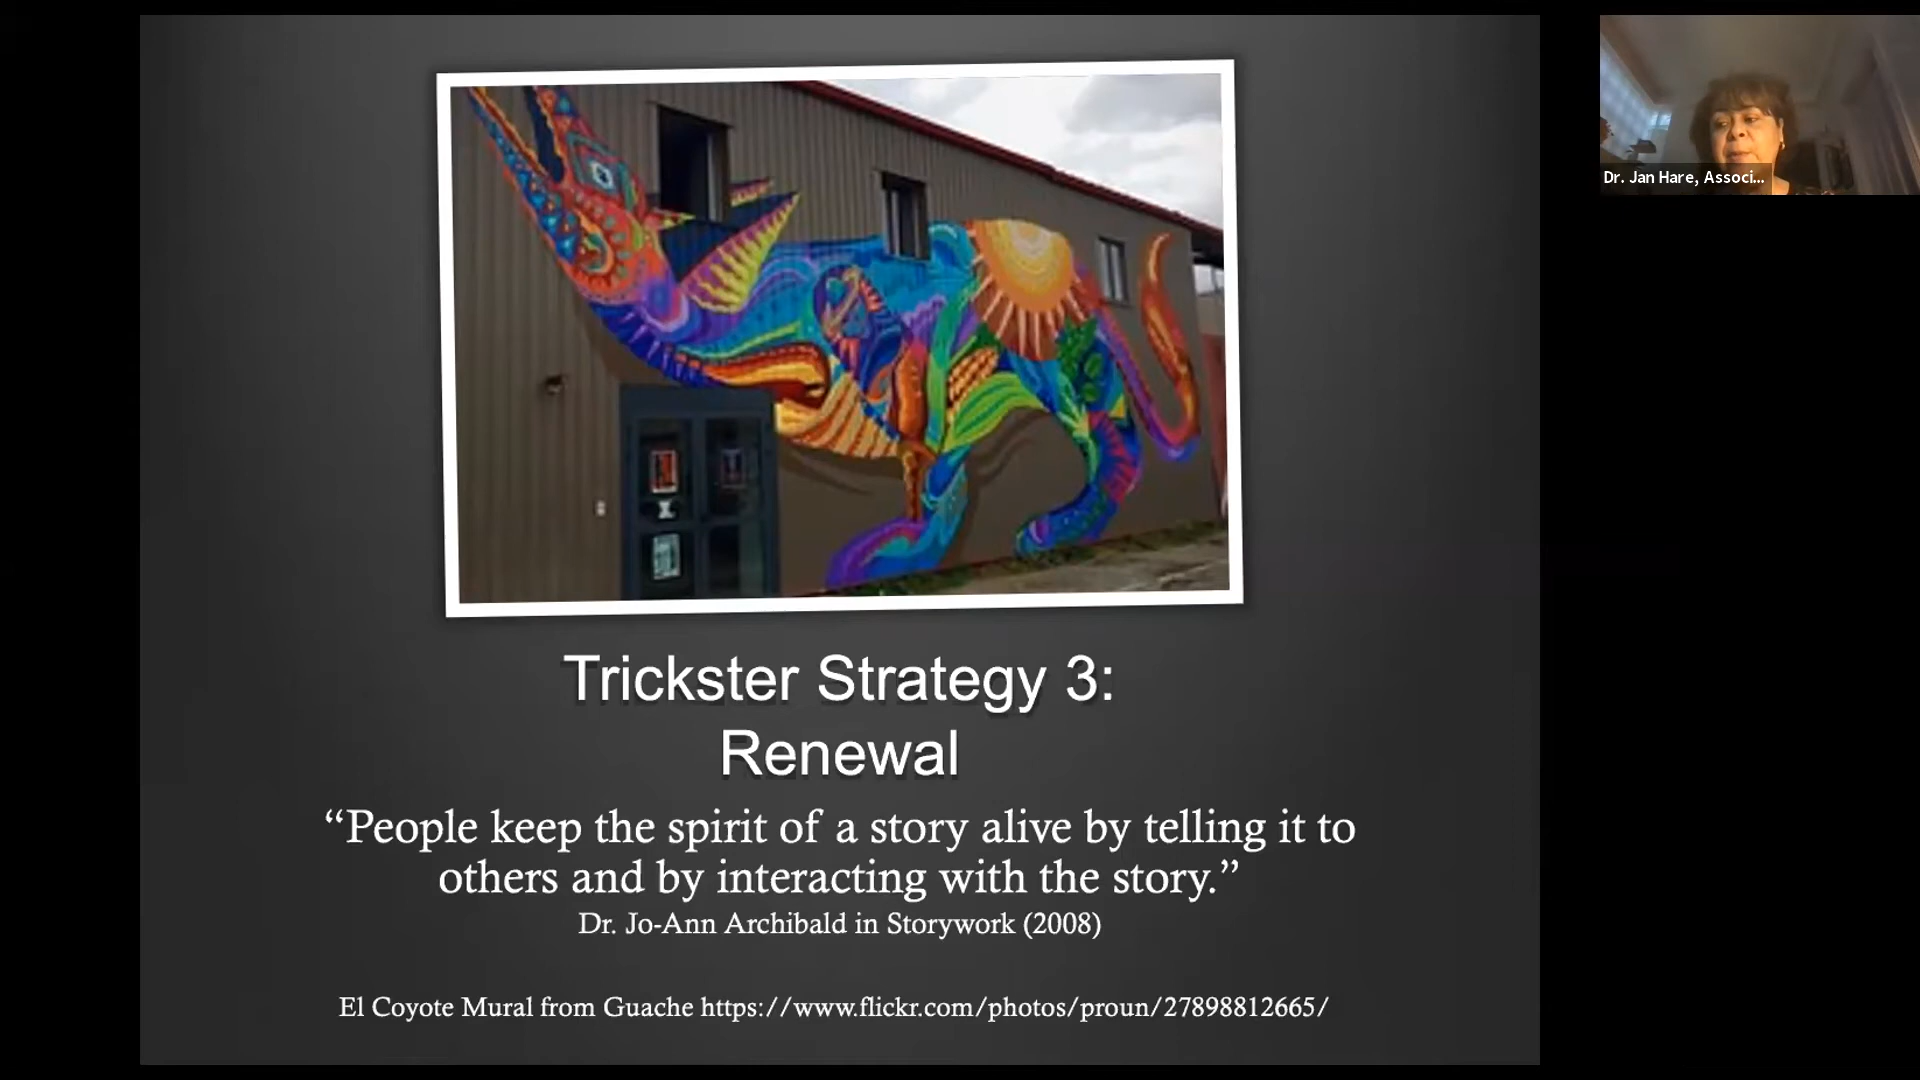 Trickster Strategy 3:
Renewal
“People keep the spirit of a story alive by telling it to
others and by interacting with the story.”
Dr. Jo-Ann Archibald in Storywork (2008)
El Coyote Mural from Guache https://www.flickr.com/photos/proun/27898812665/
Dr. Jan Hare, Associ...